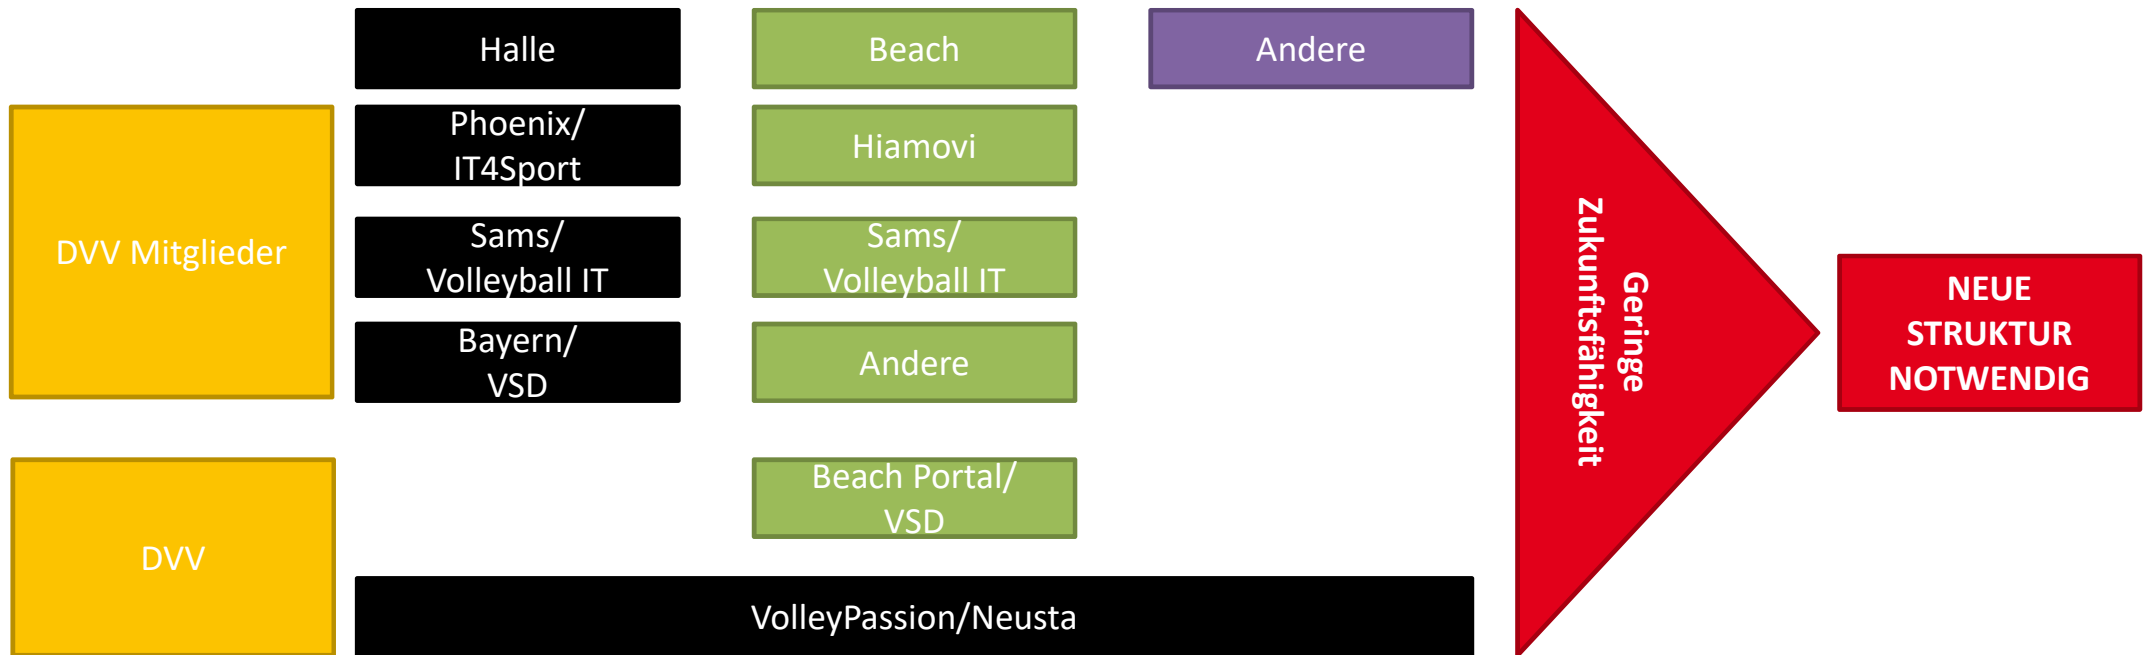 Halle
Beach
Andere
DVV Mitglieder
Phoenix/
IT4Sport
Hiamovi
Sams/
Volleyball IT
Sams/
Volleyball IT
Bayern/
VSD
Andere
DVV
Beach Portal/
VSD
VolleyPassion/Neusta
Geringe
Zukunftsfähigkeit
NEUE
STRUKTUR
NOTWENDIG